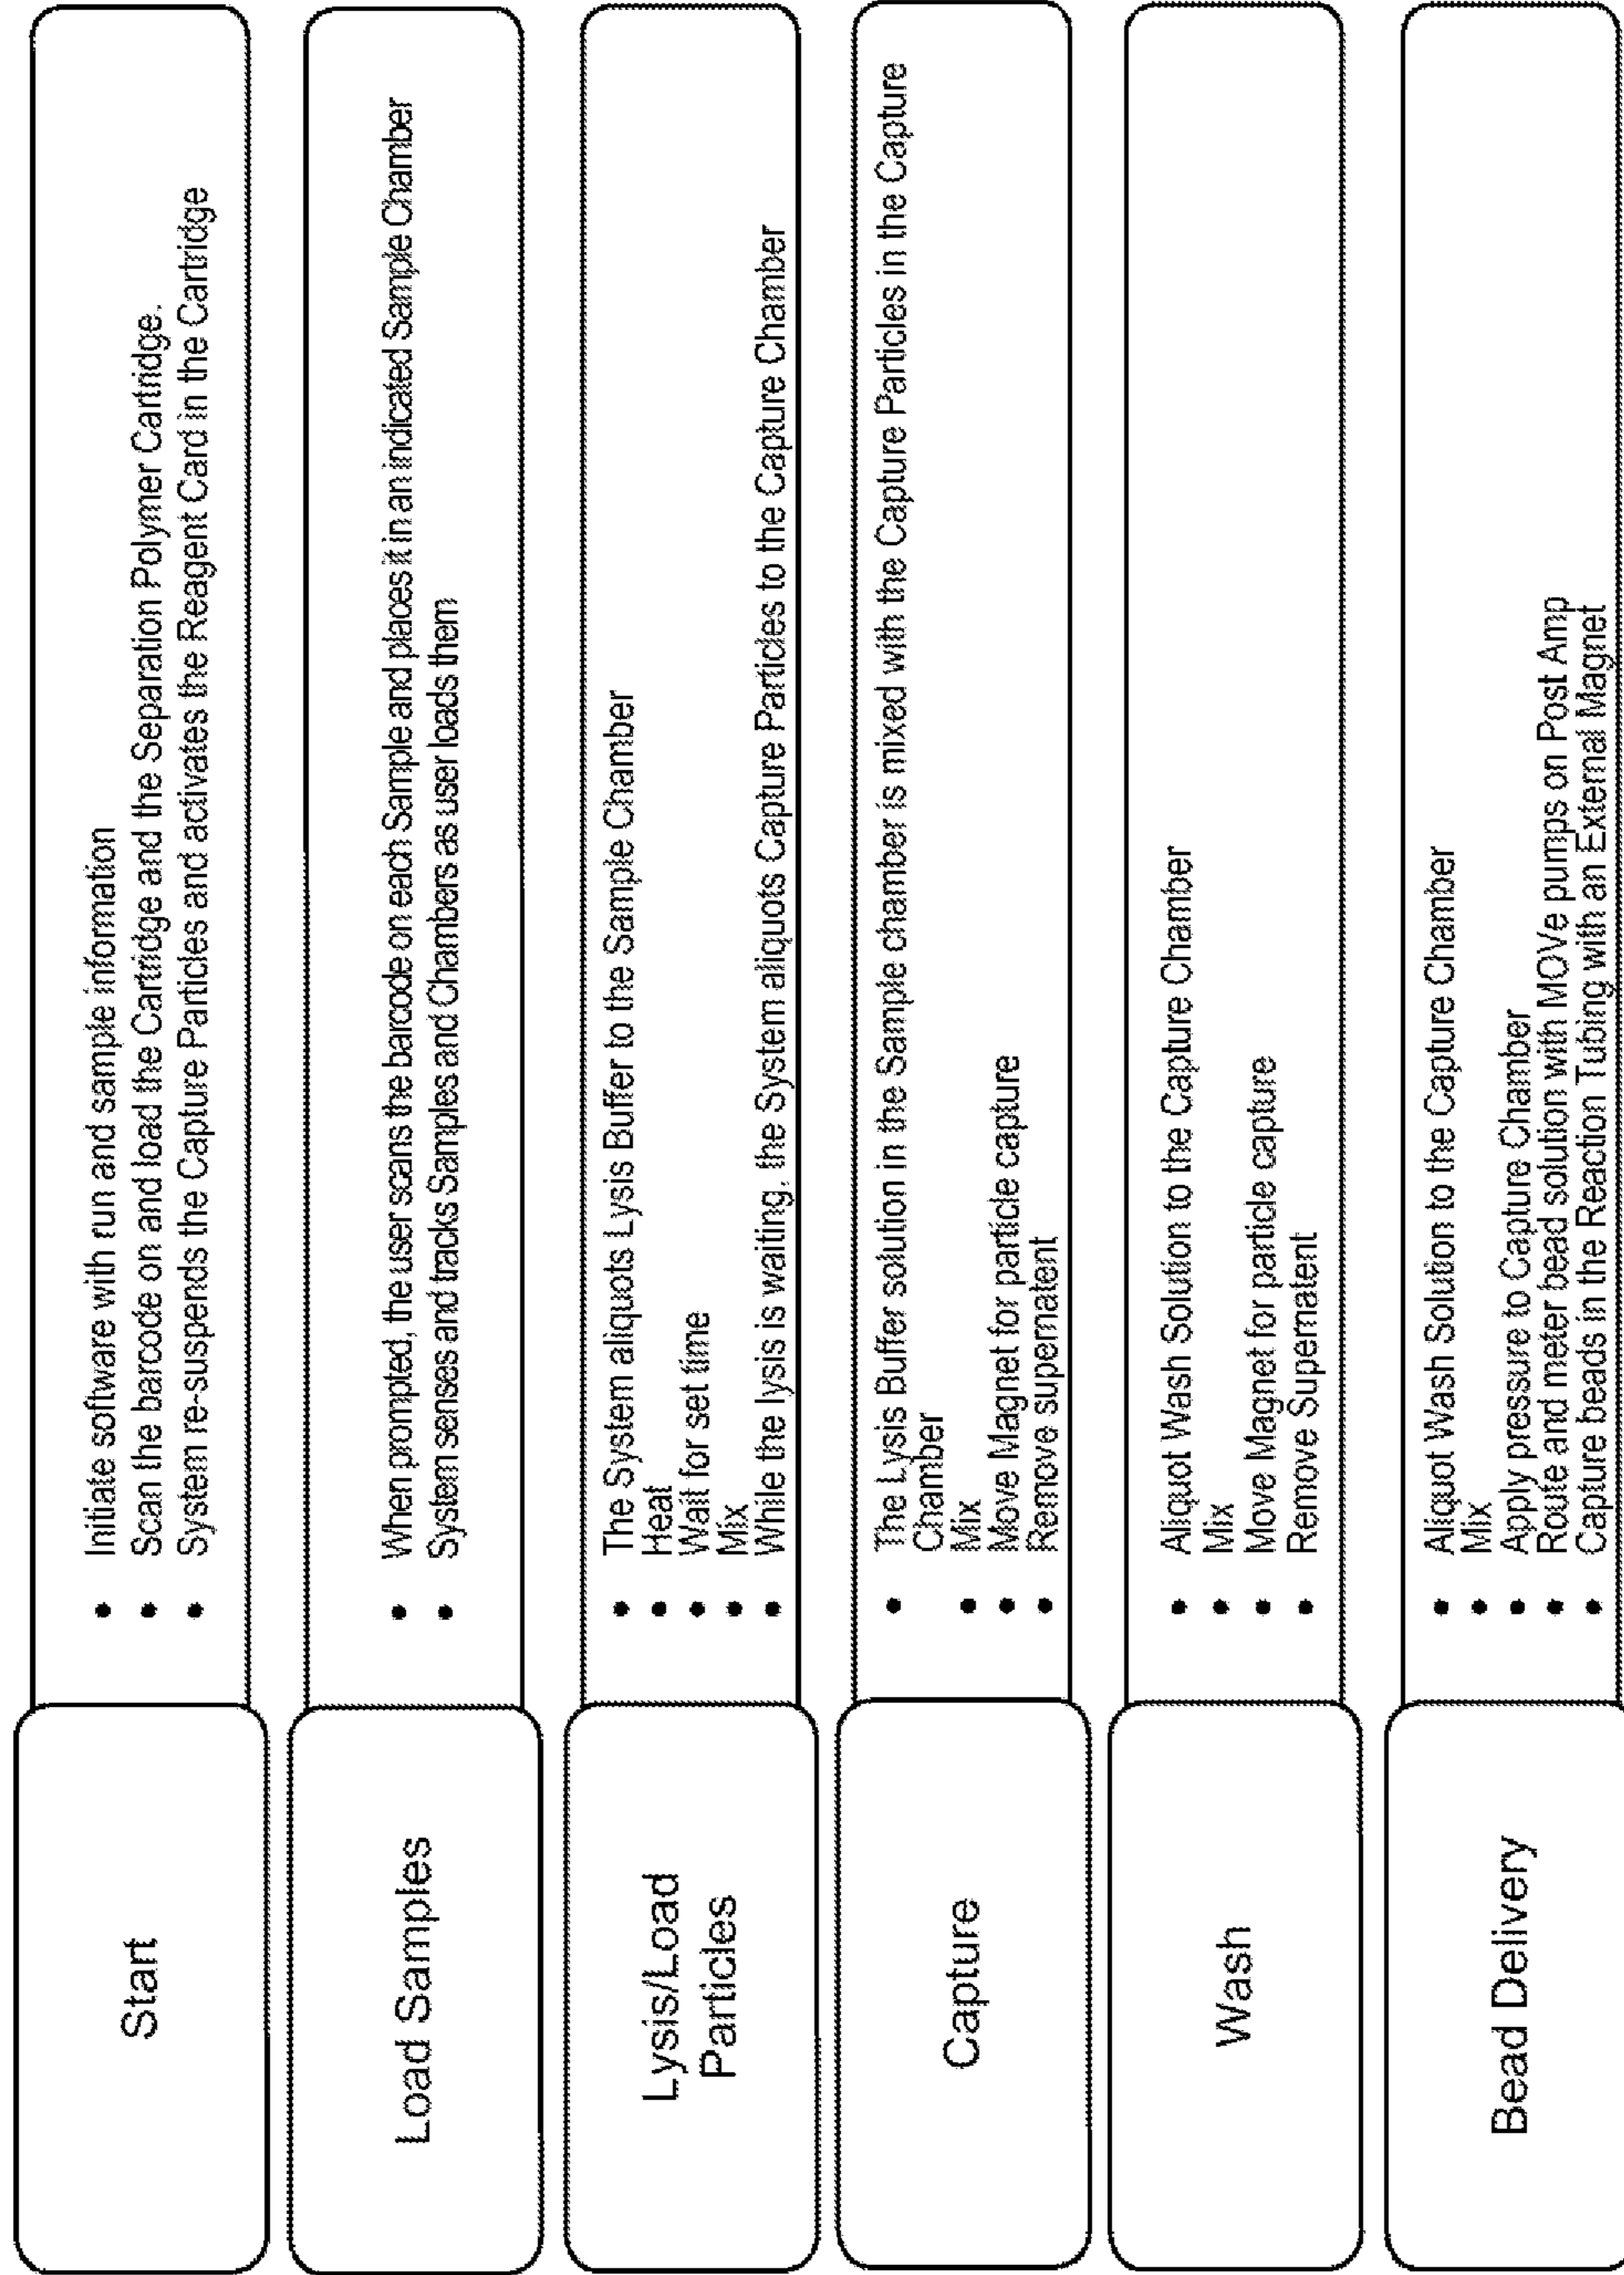 Start
• Initiate software with run and sample information
• Scan the barcode on and load the Cartridge and the Separation Polymer Cartridge.
• System re-suspends the Capture Particles and activates the Reagent Card in the Cartridge
Load Samples
• When prompted, the user scans the barcode on each Sample and places it in an indicated Sample Chamber
• System senses and tracks Samples and Chambers as user loads them
Lysis/Load
Particles
• The System aliquots Lysis Buffer to the Sample Chamber
• Heat
• Wait for set time
• Mix
• While the lysis is waiting, the System aliquots Capture Particles to the Capture Chamber
Capture
• The Lysis Buffer solution in the Sample chamber is mixed with the Capture Particles in the Capture
Chamber
• Mix
• Move Magnet for particle capture
• Remove supernatent
Wash
• Aliquot Wash Solution to the Capture Chamber
• Mix
• Move Magnet for particle capture
• Remove Supernatent
Bead Delivery
• Aliquot Wash Solution to the Capture Chamber
• Mix
• Apply pressure to Capture Chamber
• Route and meter bead solution with MOVe pumps on Post Amp
• Capture beads in the Reaction Tubing with an External Magnet